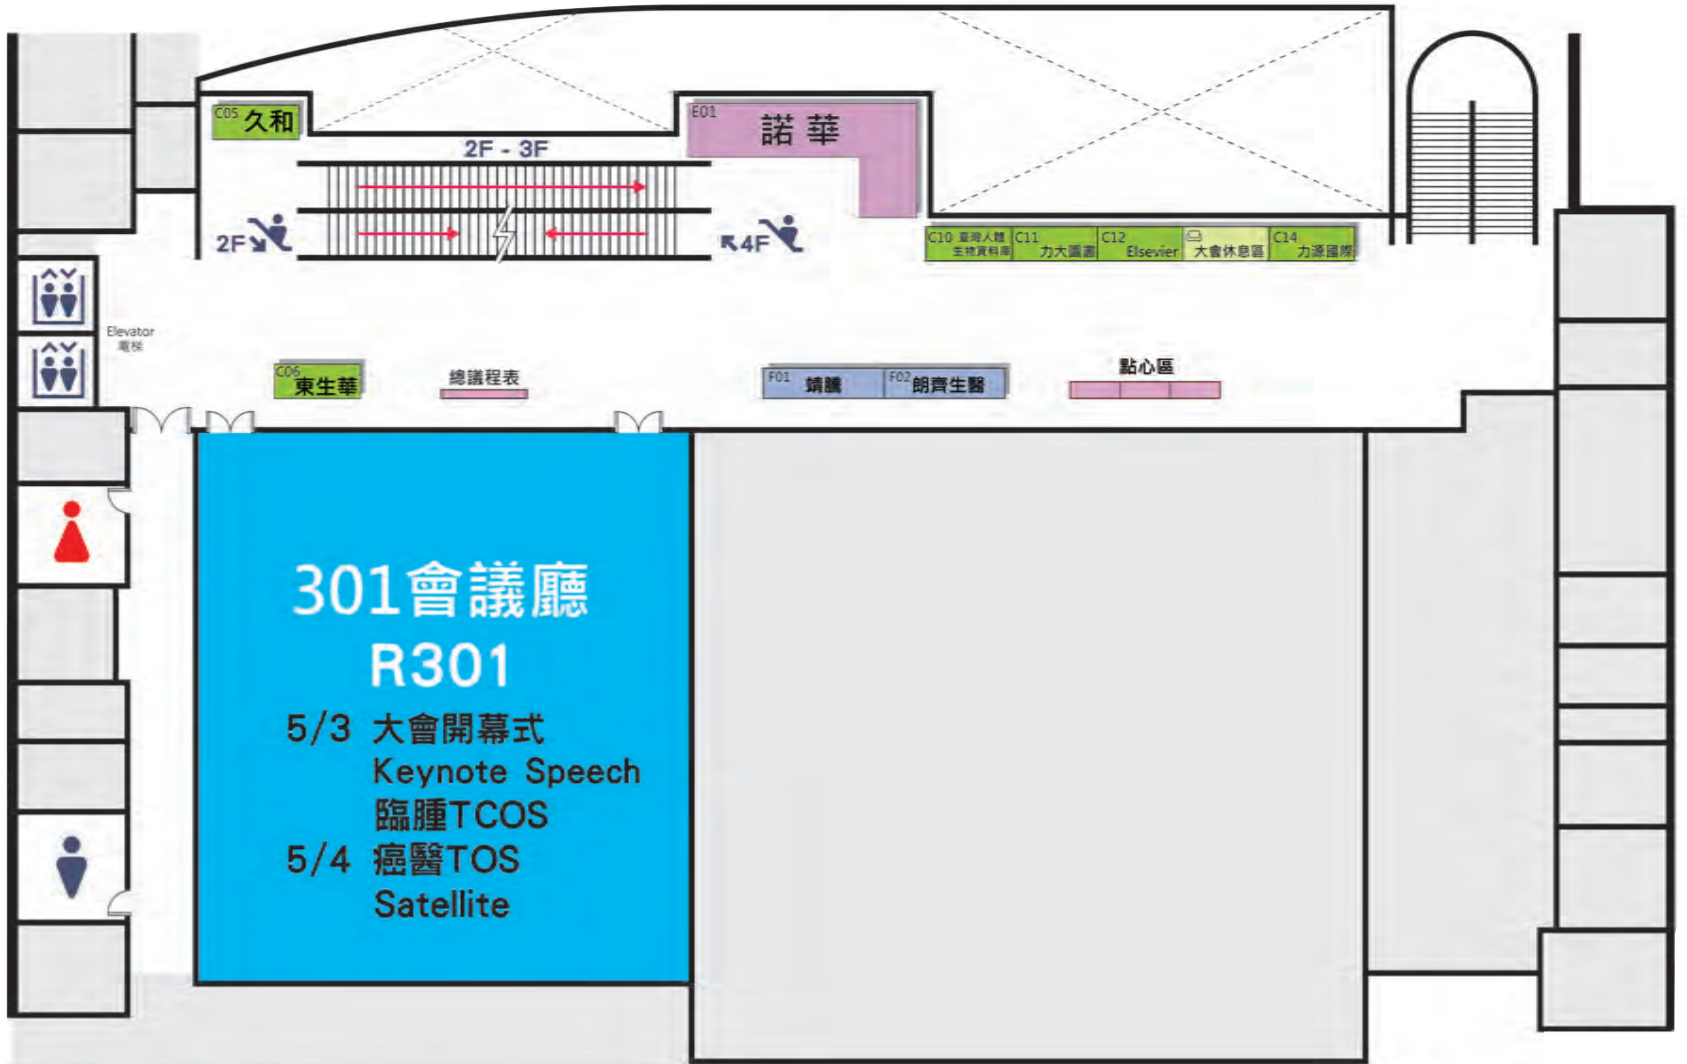 C05 久和
E01 諾華
2F - 3F
2F
4F
C10 臺灣人體生物資料庫
C11 力大圖書
C12 Elsevier
大會休息區
C14 力源國際
Elevator
電梯
C06 東生華
總議程表
F01 靖騰
F02 朗齊生醫
點心區
301會議廳
R301
5/3 大會開幕式
Keynote Speech
臨腫TCOS
5/4 癌醫TOS
Satellite